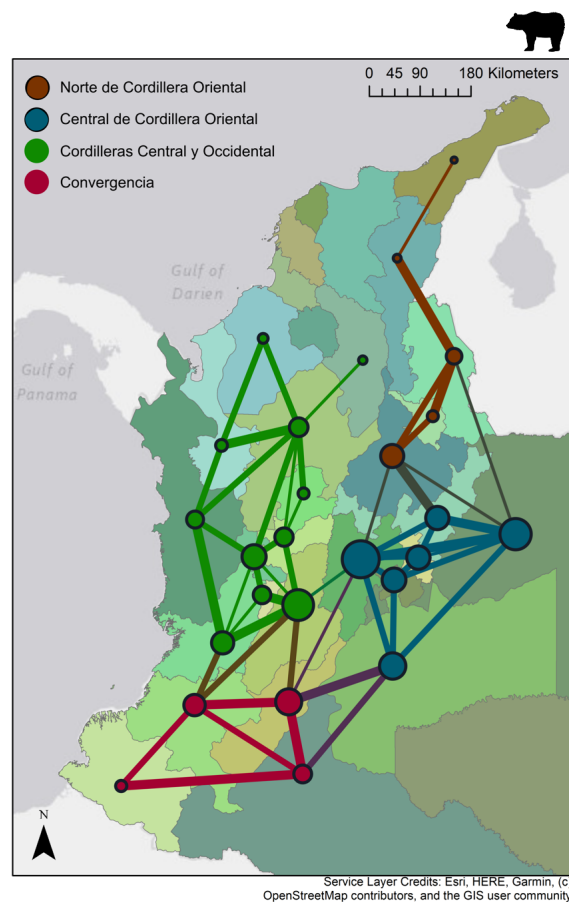 0 45 90 180 Kilometers
Norte de Cordillera Oriental
Central de Cordillera Oriental
Cordilleras Central y Occidental
Convergencia
Gulf of
Darien
Gulf of
Panama
N
Service Layer Credits: Esri, HERE, Garmin, (c)
OpenStreetMap contributors, and the GIS user community